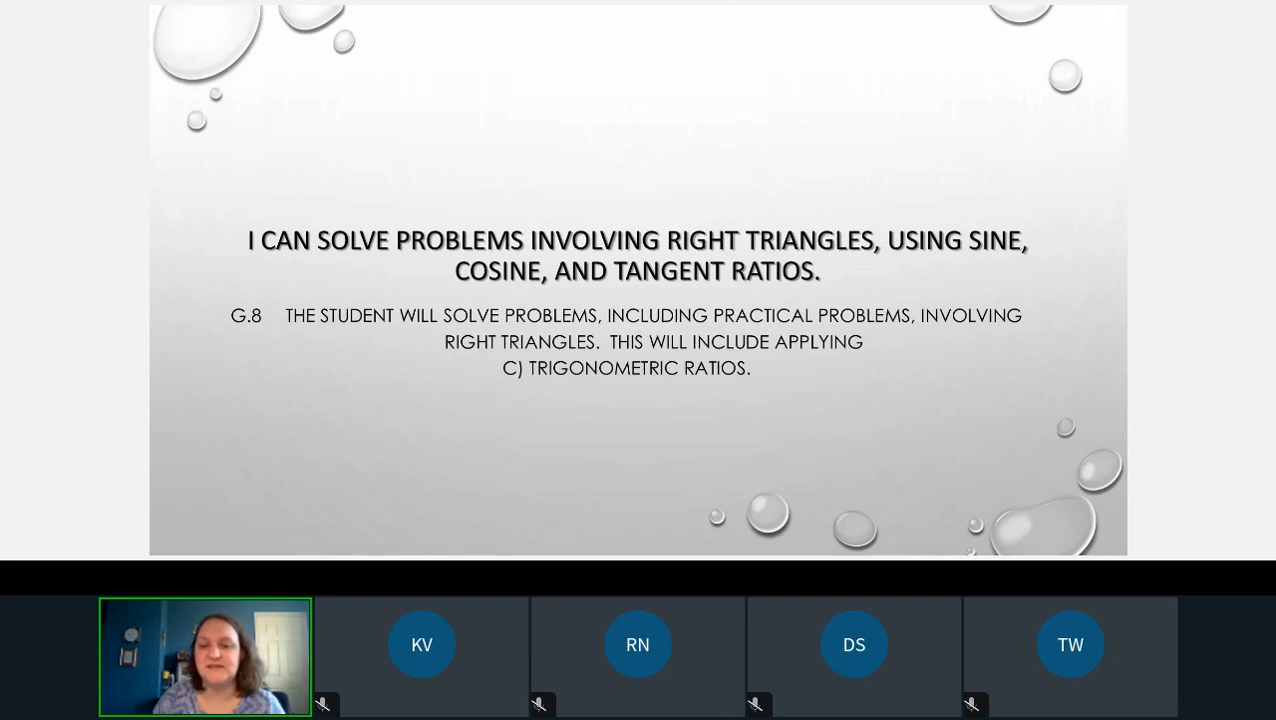 I CAN SOLVE PROBLEMS INVOLVING RIGHT TRIANGLES, USING SINE,
COSINE, AND TANGENT RATIOS.
G.8 THE STUDENT WILL SOLVE PROBLEMS, INCLUDING PRACTICAL PROBLEMS, INVOLVING
RIGHT TRIANGLES. THIS WILL INCLUDE APPLYING
C) TRIGONOMETRIC RATIOS.
KV
RN
DS
TW